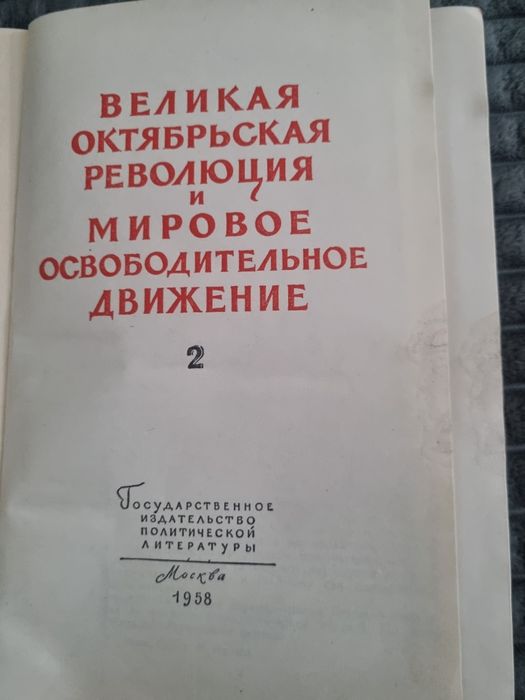 ВЕЛИКАЯ
ОКТЯБРЬСКАЯ
РЕВОЛЮЦИЯ
И
МИРОВОЕ
ОСВОБОДИТЕЛЬНОЕ
ДВИЖЕНИЕ
2
ГОСУДАРСТВЕННОЕ
ИЗДАТЕЛЬСТВО
ПОЛИТИЧЕСКОЙ
ЛИТЕРАТУРЫ
Москва
1958